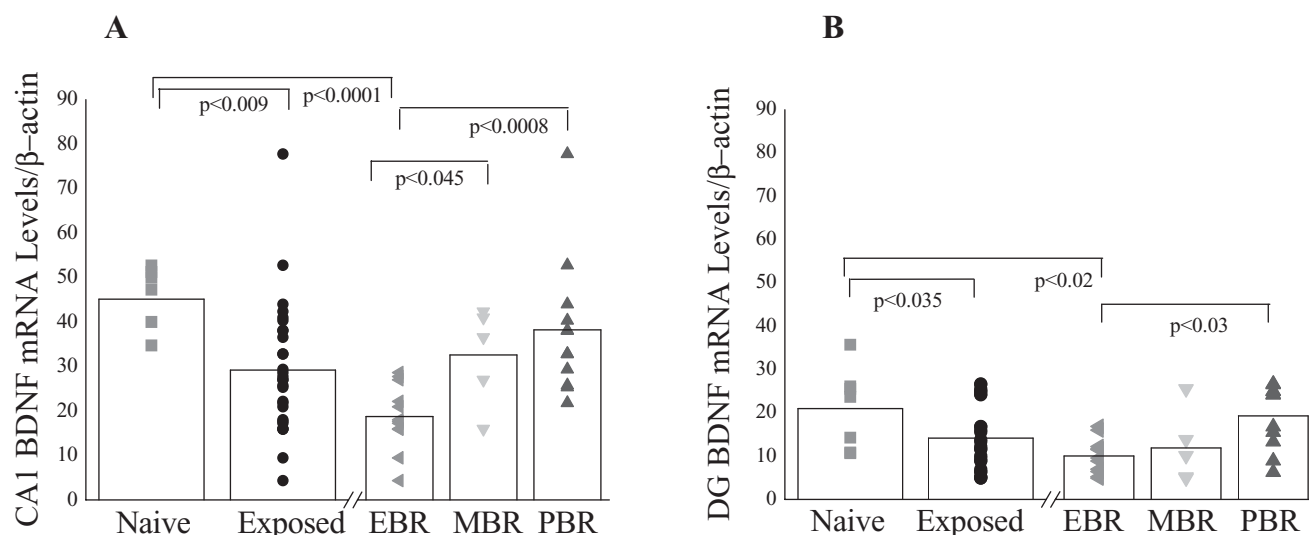 A
CA1 BDNF mRNA Levels/β–actin
90
80
70
60
50
40
30
20
10
0
p<0.009
p<0.0001
p<0.0008
p<0.045
Naive Exposed EBR MBR PBR
B
DG BDNF mRNA Levels/β–actin
90
80
70
60
50
40
30
20
10
0
p<0.02
p<0.035
p<0.03
Naive Exposed EBR MBR PBR